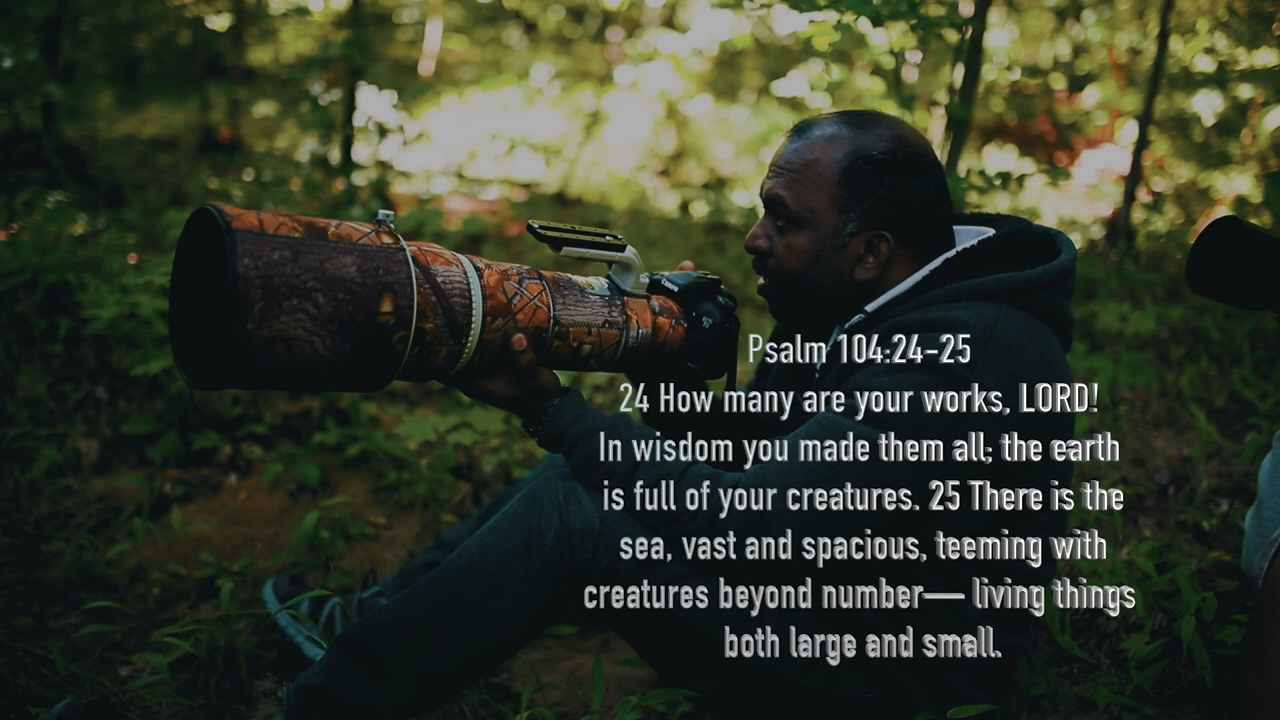 Canon
Psalm 104:24-25
24 How many are your works, LORD!
In wisdom you made them all; the earth
is full of your creatures. 25 There is the
sea, vast and spacious, teeming with
creatures beyond number— living things
both large and small.